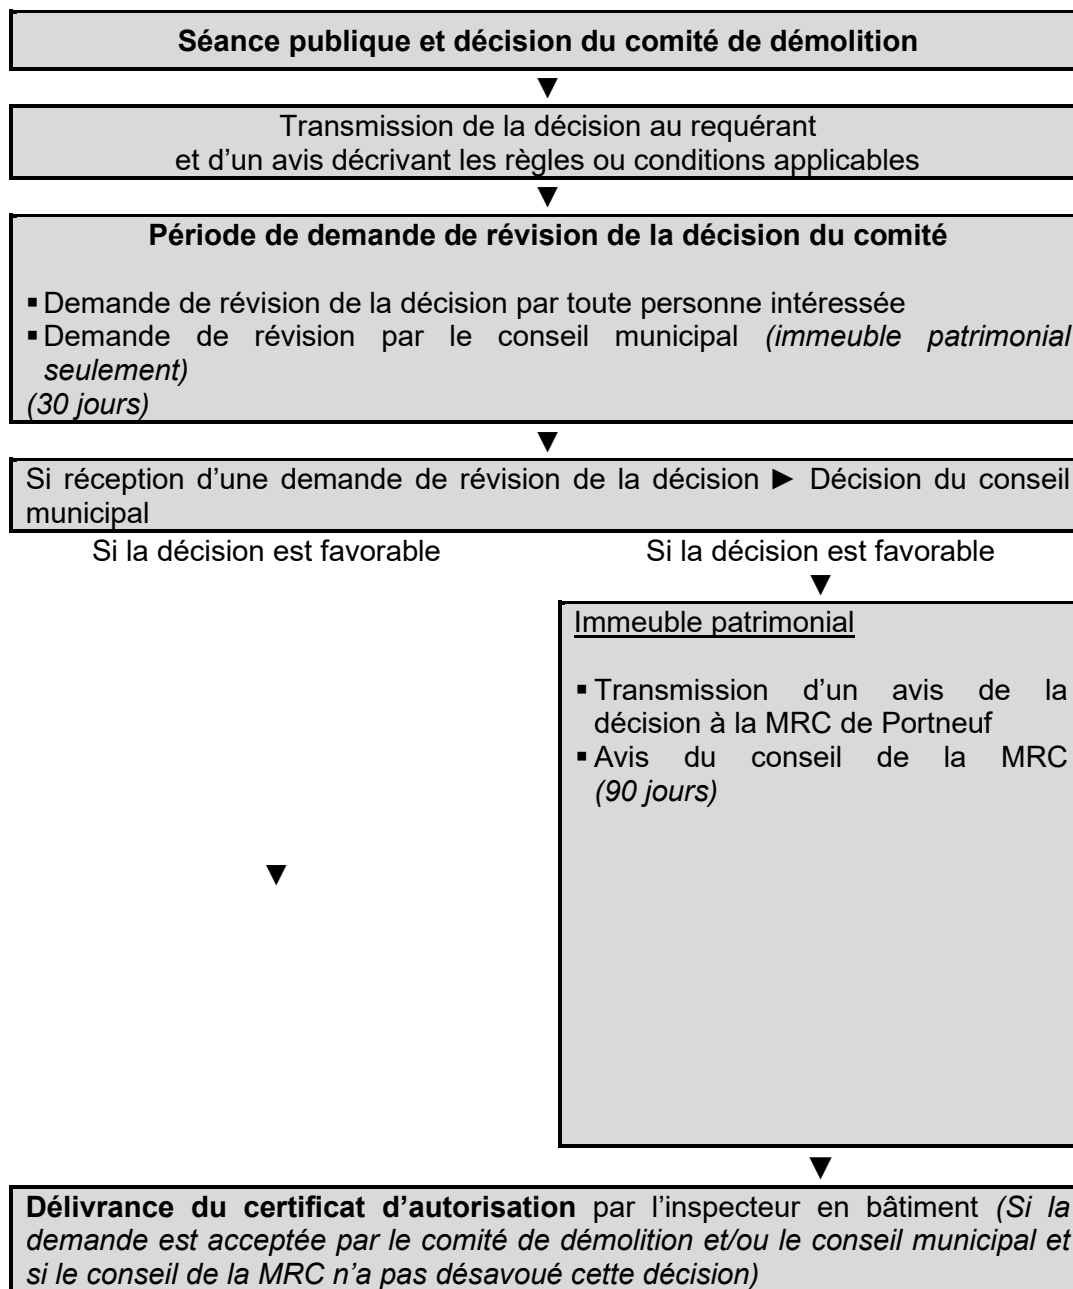 Séance publique et décision du comité de démolition
▼
Transmission de la décision au requérant
et d’un avis décrivant les règles ou conditions applicables
▼
Période de demande de révision de la décision du comité
▪ Demande de révision de la décision par toute personne intéressée
▪ Demande de révision par le conseil municipal (immeuble patrimonial
seulement)
(30 jours)
▼
Si réception d’une demande de révision de la décision ► Décision du conseil
municipal
Si la décision est favorable
▼
Si la décision est favorable
▼
Immeuble patrimonial
▪ Transmission d’un avis de la
décision à la MRC de Portneuf
▪ Avis du conseil de la MRC
(90 jours)
▼
Délivrance du certificat d’autorisation par l’inspecteur en bâtiment (Si la
demande est acceptée par le comité de démolition et/ou le conseil municipal et
si le conseil de la MRC n’a pas désavoué cette décision)